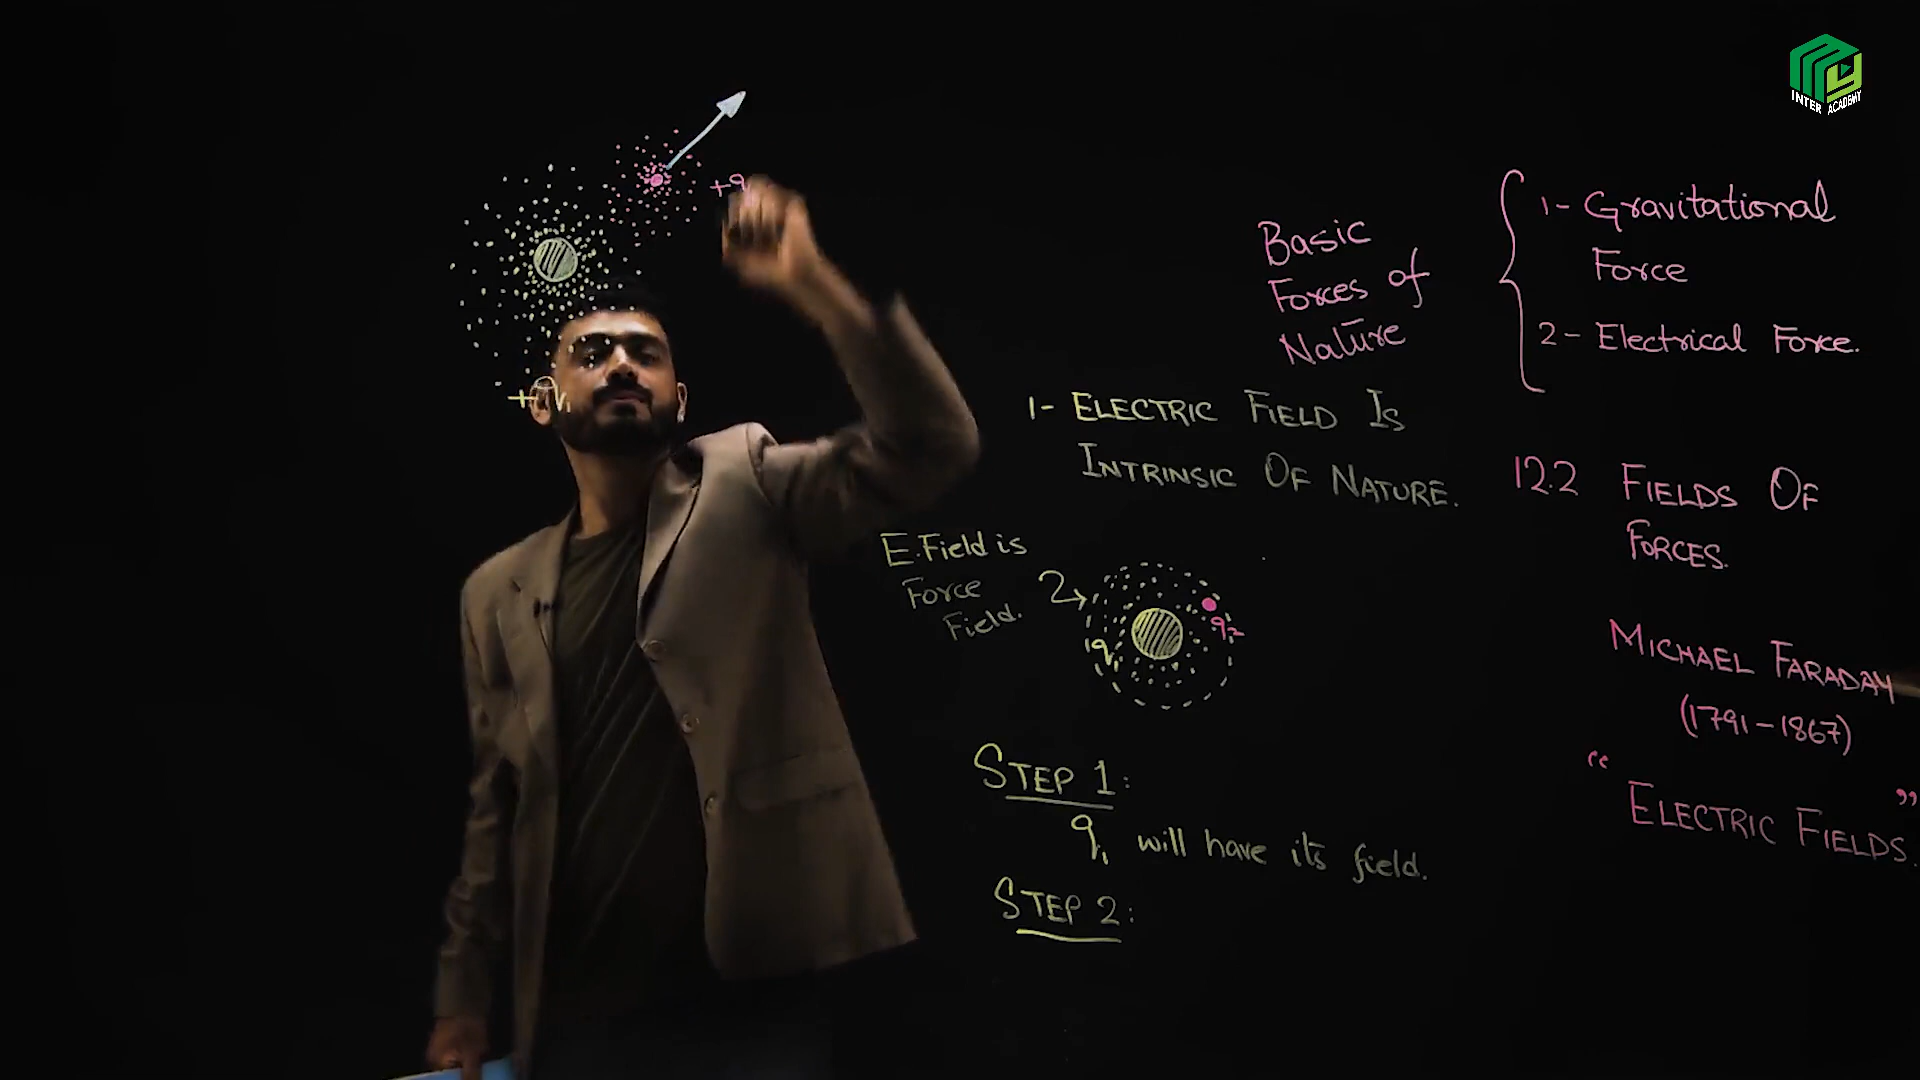 INTER ACADEMY
+q
+q₁
Basic
Forces of
Nature
1- Gravitational
Force
2- Electrical Force.
1- ELECTRIC FIELD IS
INTRINSIC OF NATURE.
12.2 FIELDS OF
FORCES.
E.Field is
Force
Field.
2
q₁
q₂
MICHAEL FARADAY
(1791-1867)
"ELECTRIC FIELDS."
STEP 1:
q₁ will have its field.
STEP 2: